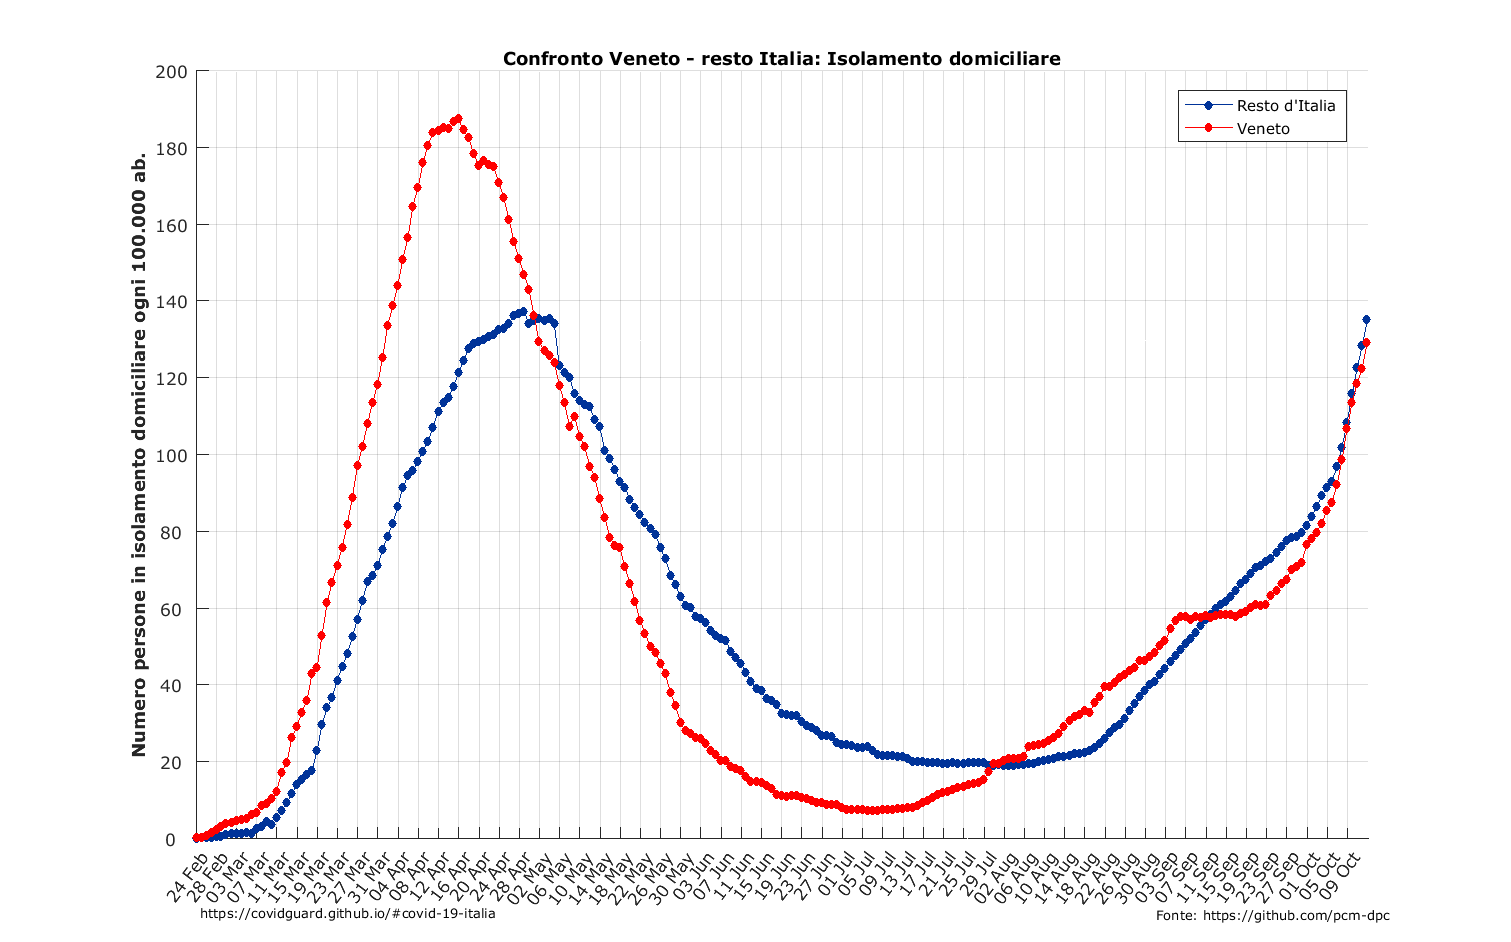 Confronto Veneto - resto Italia: Isolamento domiciliare
Resto d'Italia
Veneto
Numero persone in isolamento domiciliare ogni 100.000 ab.
200
180
160
140
120
100
80
60
40
20
0
24 Feb
28 Feb
03 Mar
07 Mar
11 Mar
15 Mar
19 Mar
23 Mar
27 Mar
31 Mar
04 Apr
08 Apr
12 Apr
16 Apr
20 Apr
24 Apr
28 Apr
02 May
06 May
10 May
14 May
18 May
22 May
26 May
30 May
03 Jun
07 Jun
11 Jun
15 Jun
19 Jun
23 Jun
27 Jun
01 Jul
05 Jul
09 Jul
13 Jul
17 Jul
21 Jul
25 Jul
29 Jul
02 Aug
06 Aug
10 Aug
14 Aug
18 Aug
22 Aug
26 Aug
30 Aug
03 Sep
07 Sep
11 Sep
15 Sep
19 Sep
23 Sep
27 Sep
01 Oct
05 Oct
09 Oct
https://covidguard.github.io/#covid-19-italia
Fonte: https://github.com/pcm-dpc